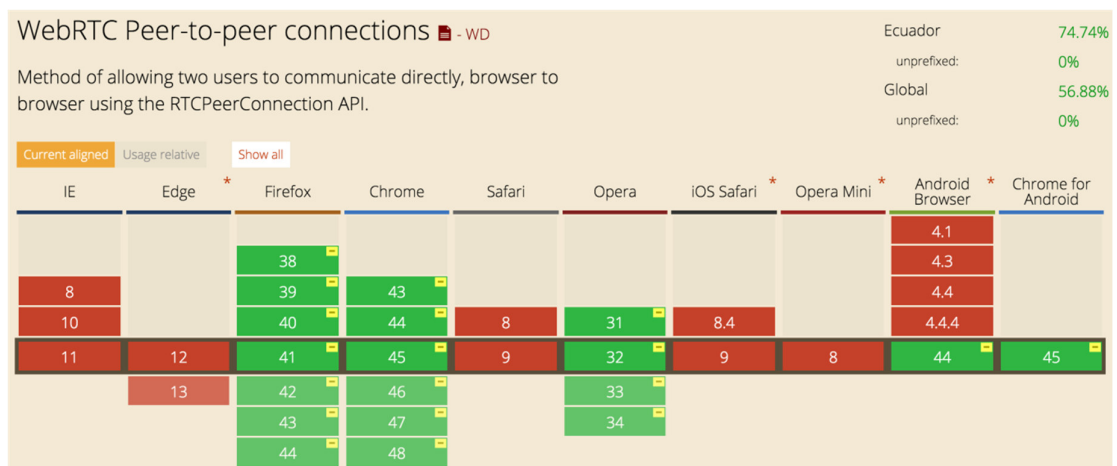 WebRTC Peer-to-peer connections - WD
Method of allowing two users to communicate directly, browser to
browser using the RTCPeerConnection API.
Ecuador 74.74%
unprefixed: 0%
Global 56.88%
unprefixed: 0%
Current aligned Usage relative Show all
IE Edge * Firefox Chrome Safari Opera iOS Safari * Opera Mini * Android Browser * Chrome for Android
4.1
38 4.3
8 39 43 4.4
10 40 44 8 31 8.4 4.4.4
11 12 41 45 9 32 9 8 44 45
13 42 46 33
43 47 34
44 48